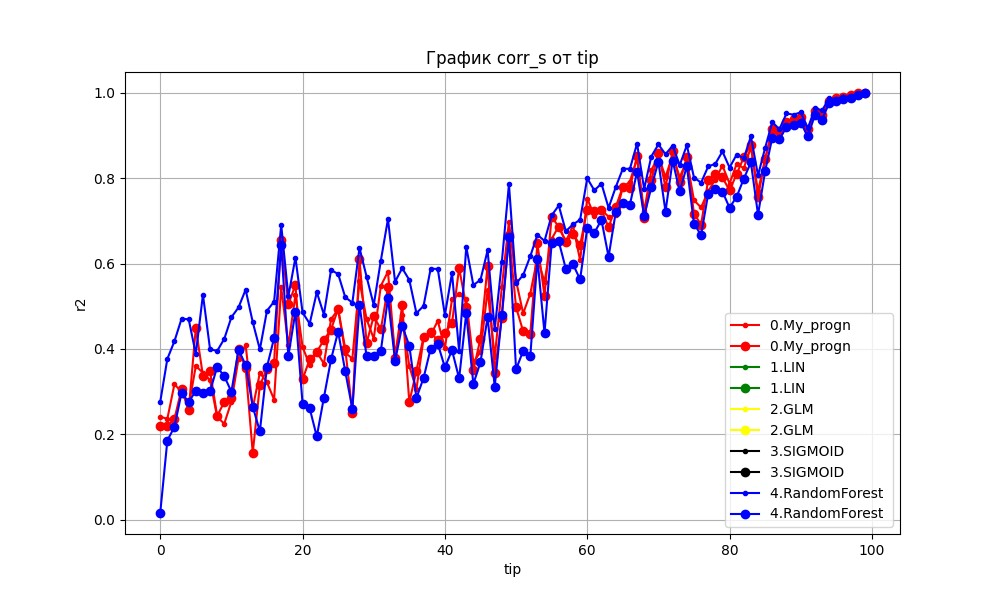 График corr_s от tip
r2
1.0
0.8
0.6
0.4
0.2
0.0
0
20
40
60
80
100
tip
0.My_progn
0.My_progn
1.LIN
1.LIN
2.GLM
2.GLM
3.SIGMOID
3.SIGMOID
4.RandomForest
4.RandomForest